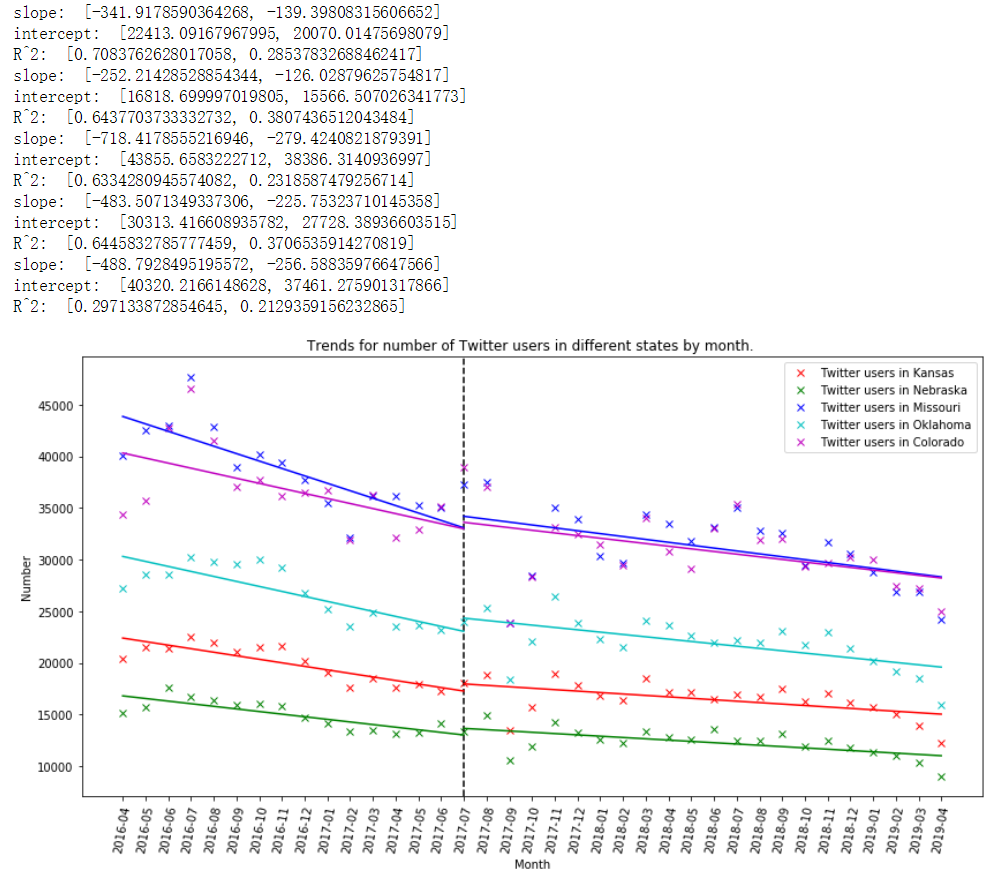 slope:  [-341.9178590364268, -139.39808315606652]
intercept:  [22413.09167967995, 20070.01475698079]
R^2:  [0.7083762628017058, 0.28537832688462417]
slope:  [-252.21428528854344, -126.02879625754817]
intercept:  [16818.699997019805, 15566.507026341773]
R^2:  [0.6437703733332732, 0.3807436512043484]
slope:  [-718.4178555216946, -279.4240821879391]
intercept:  [43855.6583222712, 38386.3140936997]
R^2:  [0.6334280945574082, 0.2318587479256714]
slope:  [-483.5071349337306, -225.75323710145358]
intercept:  [30313.416608935782, 27728.38936603515]
R^2:  [0.6445832785777459, 0.3706535914270819]
slope:  [-488.7928495195572, -256.58835976647566]
intercept:  [40320.2166148628, 37461.275901317866]
R^2:  [0.297133872854645, 0.2129359156232865]
Trends for number of Twitter users in different states by month.
Twitter users in Kansas
Twitter users in Nebraska
Twitter users in Missouri
Twitter users in Oklahoma
Twitter users in Colorado
45000
40000
35000
30000
25000
20000
15000
10000
Number
2016-04
2016-05
2016-06
2016-07
2016-08
2016-09
2016-10
2016-11
2016-12
2017-01
2017-02
2017-03
2017-04
2017-05
2017-06
2017-07
2017-08
2017-09
2017-10
2017-11
2017-12
2018-01
2018-02
2018-03
2018-04
2018-05
2018-06
2018-07
2018-08
2018-09
2018-10
2018-11
2018-12
2019-01
2019-02
2019-03
2019-04
Month